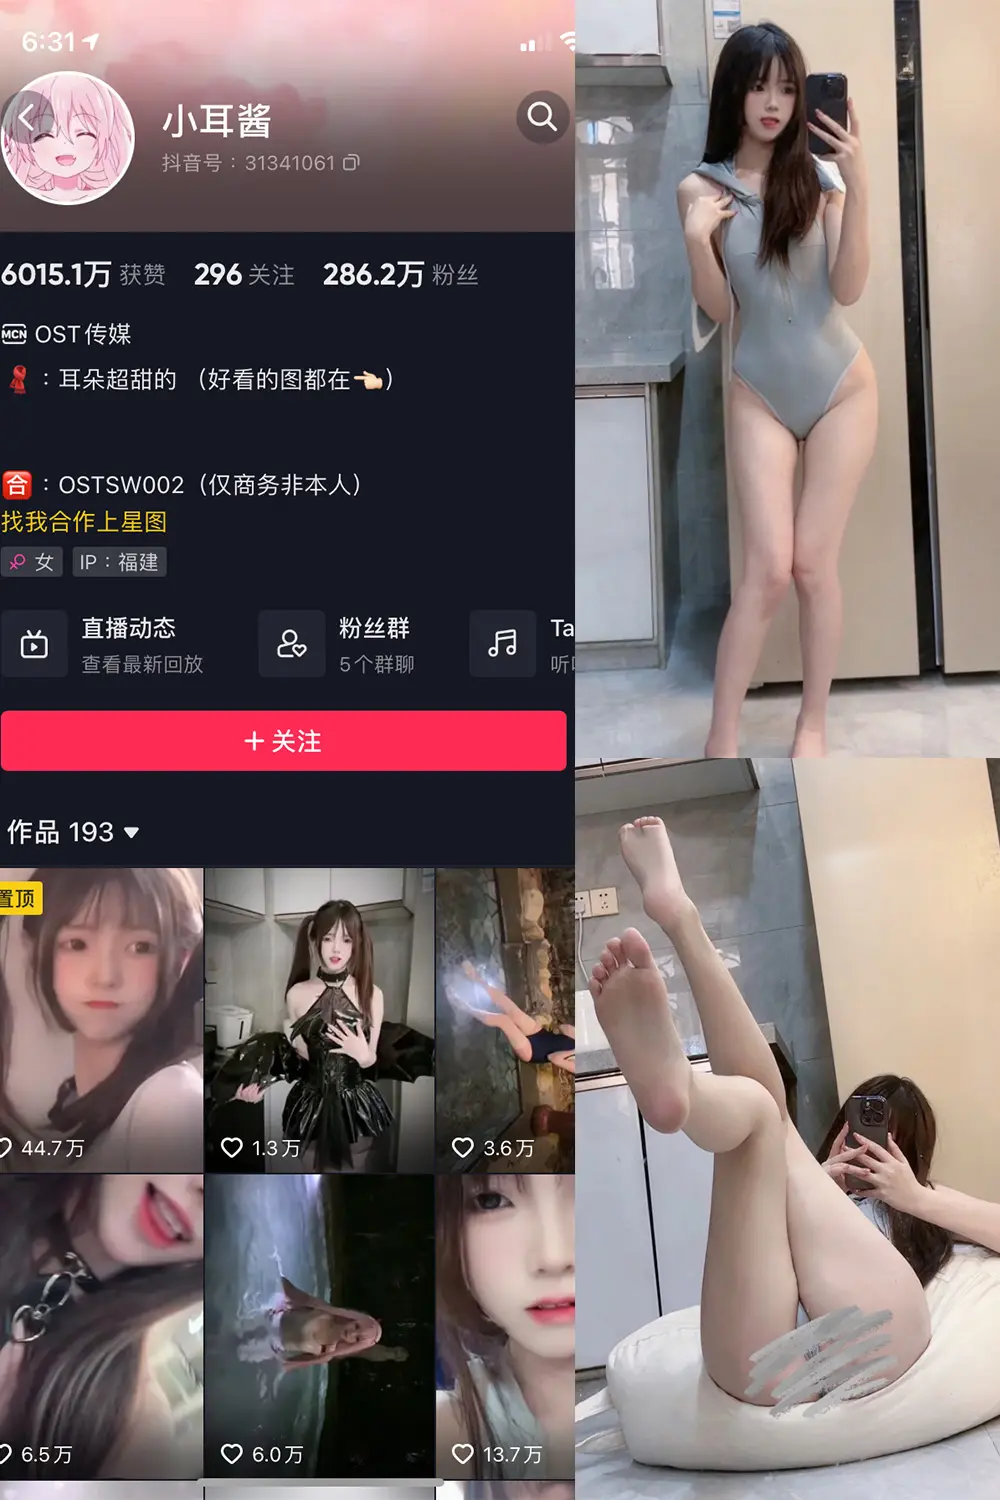 6:31
小耳酱
抖音号：31341061
6015.1万 获赞 296 关注 286.2万 粉丝
MCN OST传媒
：耳朵超甜的 （好看的图都在👈🏻）
合：OSTSW002（仅商务非本人）
找我合作上星图
女 IP：福建
直播动态
查看最新回放
粉丝群
5个群聊
Ta
听
+ 关注
作品 193
置顶
44.7万
1.3万
3.6万
6.5万
6.0万
13.7万